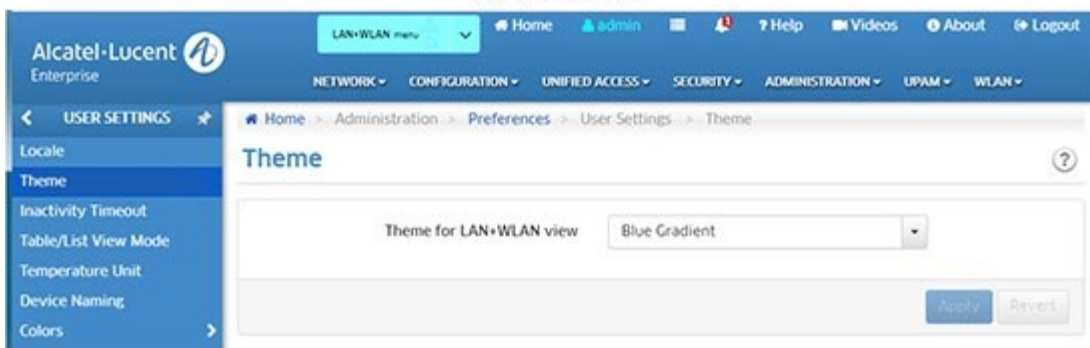 Alcatel·Lucent
Enterprise
LAN+WLAN menu
Home admin ? Help Videos About Logout
NETWORK CONFIGURATION UNIFIED ACCESS SECURITY ADMINISTRATION UPAM WLAN
USER SETTINGS
Locale
Theme
Inactivity Timeout
Table/List View Mode
Temperature Unit
Device Naming
Colors
Home > Administration > Preferences > User Settings > Theme
Theme
?
Theme for LAN+WLAN view Blue Gradient
Apply Revert